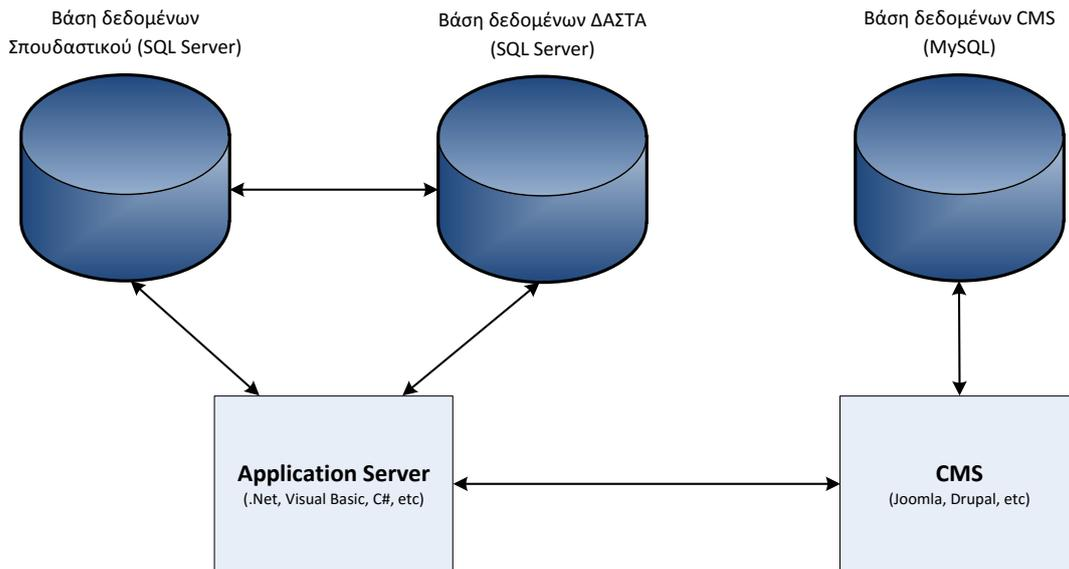 Βάση δεδομένων
Σπουδαστικού (SQL Server)
Βάση δεδομένων ΔΑΣΤΑ
(SQL Server)
Βάση δεδομένων CMS
(MySQL)
Application Server
(.Net, Visual Basic, C#, etc)
CMS
(Joomla, Drupal, etc)